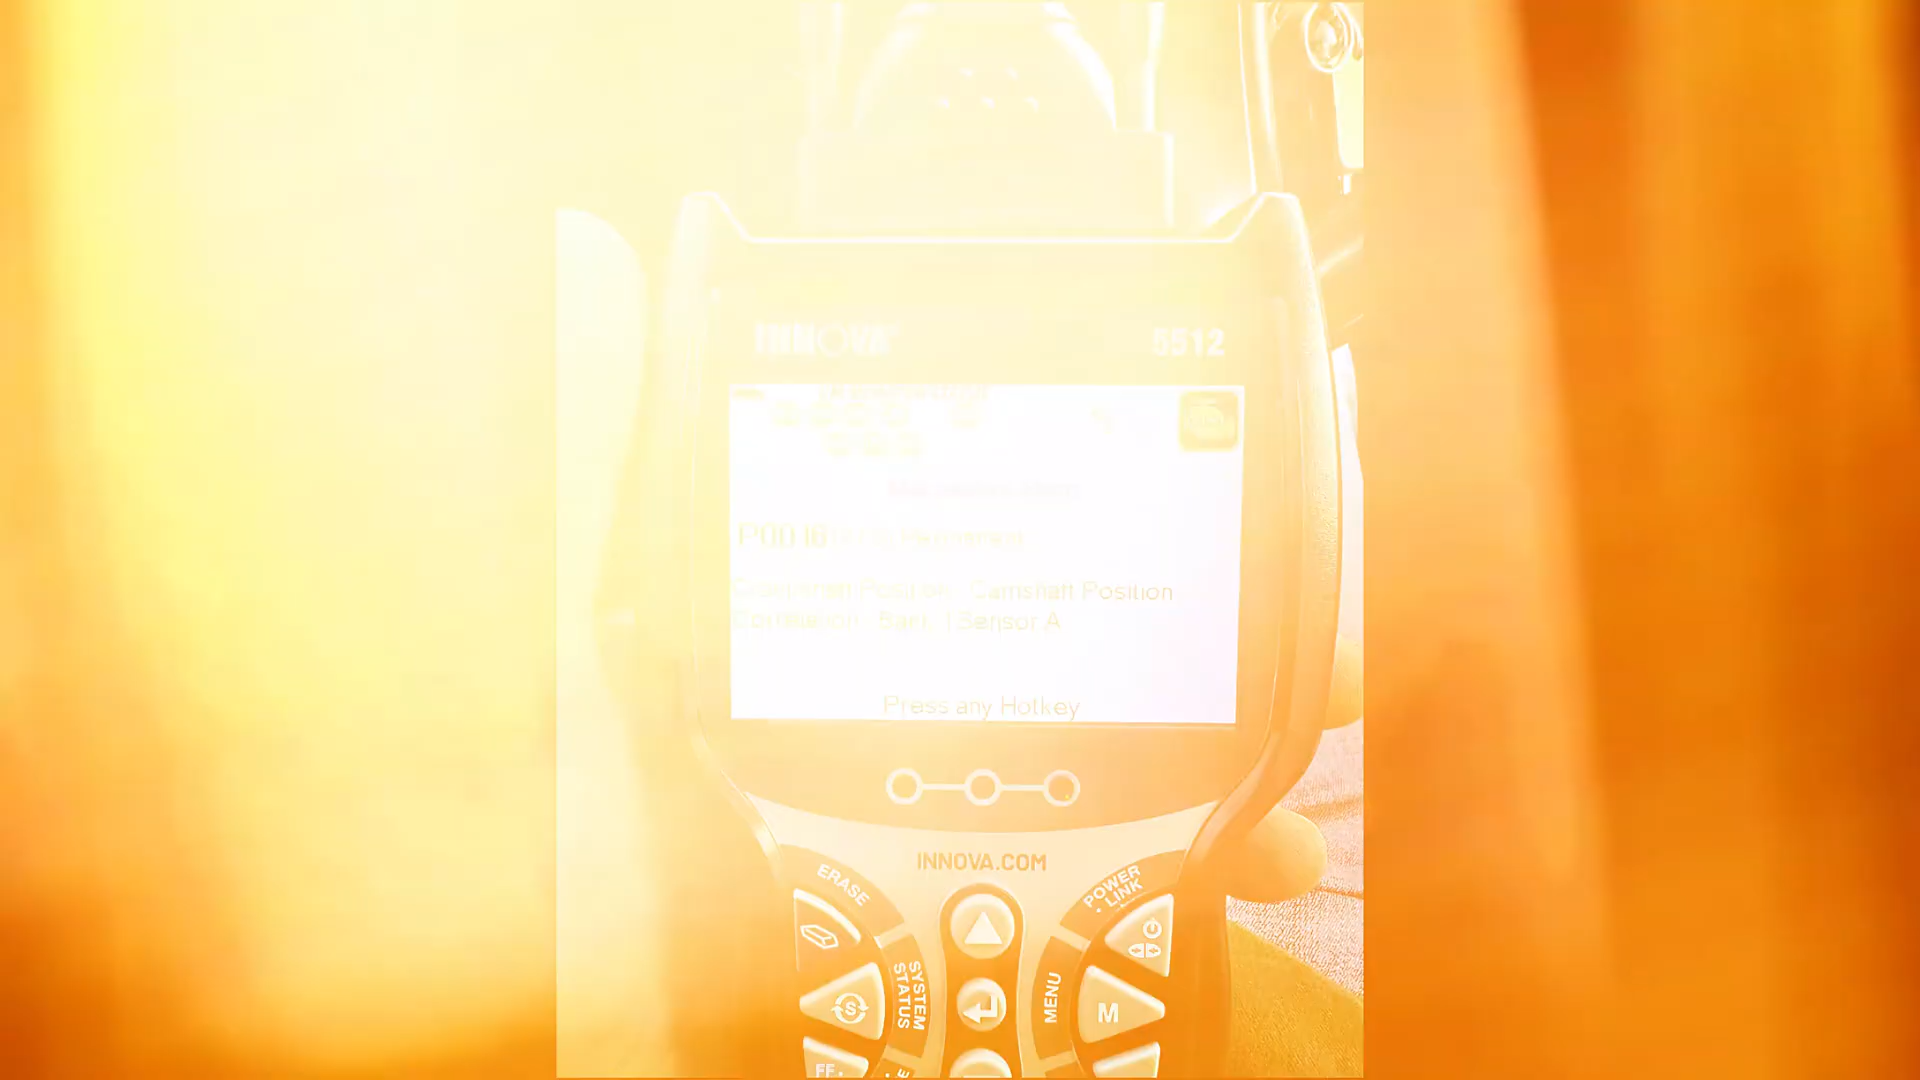 INNOVA
5512
P0016
Crankshaft Position - Camshaft Position
Correlation - Bank 1 Sensor A
Press any Hotkey
INNOVA.COM
ERASE
POWER
LINK
SYSTEM
STATUS
MENU
M
S
FF